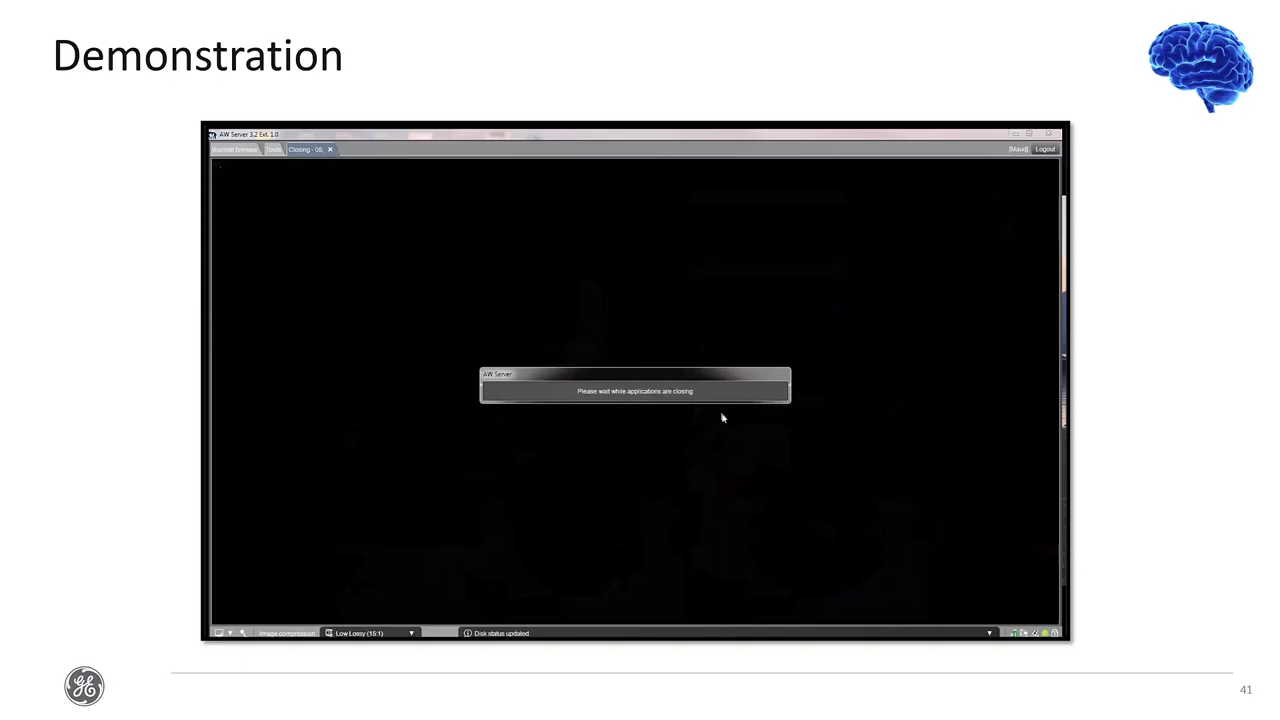 Demonstration
AW Server 3.2 Ext. 1.0
Worklist Browser Tools Closing - 05, [Maud] Logout
AW Server
Please wait while applications are closing
Image compression Low Lossy (15:1) Disk status updated.
GE
41